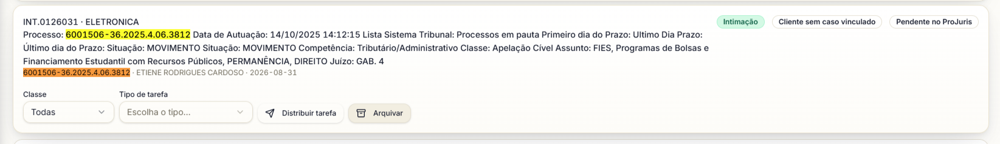 INT.0126031 · ELETRONICA
Intimação
Cliente sem caso vinculado
Pendente no ProJuris
Processo: 6001506-36.2025.4.06.3812 Data de Autuação: 14/10/2025 14:12:15 Lista Sistema Tribunal: Processos em pauta Primeiro dia do Prazo: Ultimo Dia Prazo:
Último dia do Prazo: Situação: MOVIMENTO Situação: MOVIMENTO Competência: Tributário/Administrativo Classe: Apelação Cível Assunto: FIES, Programas de Bolsas e
Financiamento Estudantil com Recursos Públicos, PERMANÊNCIA, DIREITO Juízo: GAB. 4
6001506-36.2025.4.06.3812 · ETIENE RODRIGUES CARDOSO · 2026-08-31
Classe
Tipo de tarefa
Todas
Escolha o tipo...
Distribuir tarefa
Arquivar